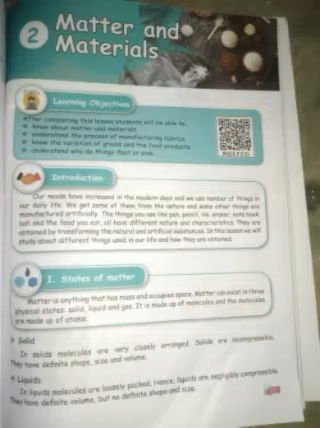 2
Matter and
Materials
Learning Objectives
After completing this lesson students will be able to:
know about matter and materials.
understand the process of manufacturing fabrics
know the varieties of grains and the food products.
understand why do things float or sink.
Introduction
Our needs have increased in the modern days and we use number of things in
our daily life. We get some of them from the nature and some other things are
manufactured artificially. The things you use like pen, pencil, ink, eraser, note book,
ball and the food you eat, all have different nature and characteristics. They are
obtained by transforming the natural and artificial substances. In this lesson we will
study about different things used in our life and how they are obtained.
I. States of matter
Matter is anything that has mass and occupies space. Matter can exist in three
physical states: solid, liquid and gas. It is made up of molecules and the molecules
are made up of atoms.
Solid
In solids molecules are very closely arranged. Solids are incompressible.
They have definite shape, size and volume.
Liquids
In liquids molecules are loosely packed. Hence, liquids are negligibly compressible.
They have definite volume, but no definite shape and size.